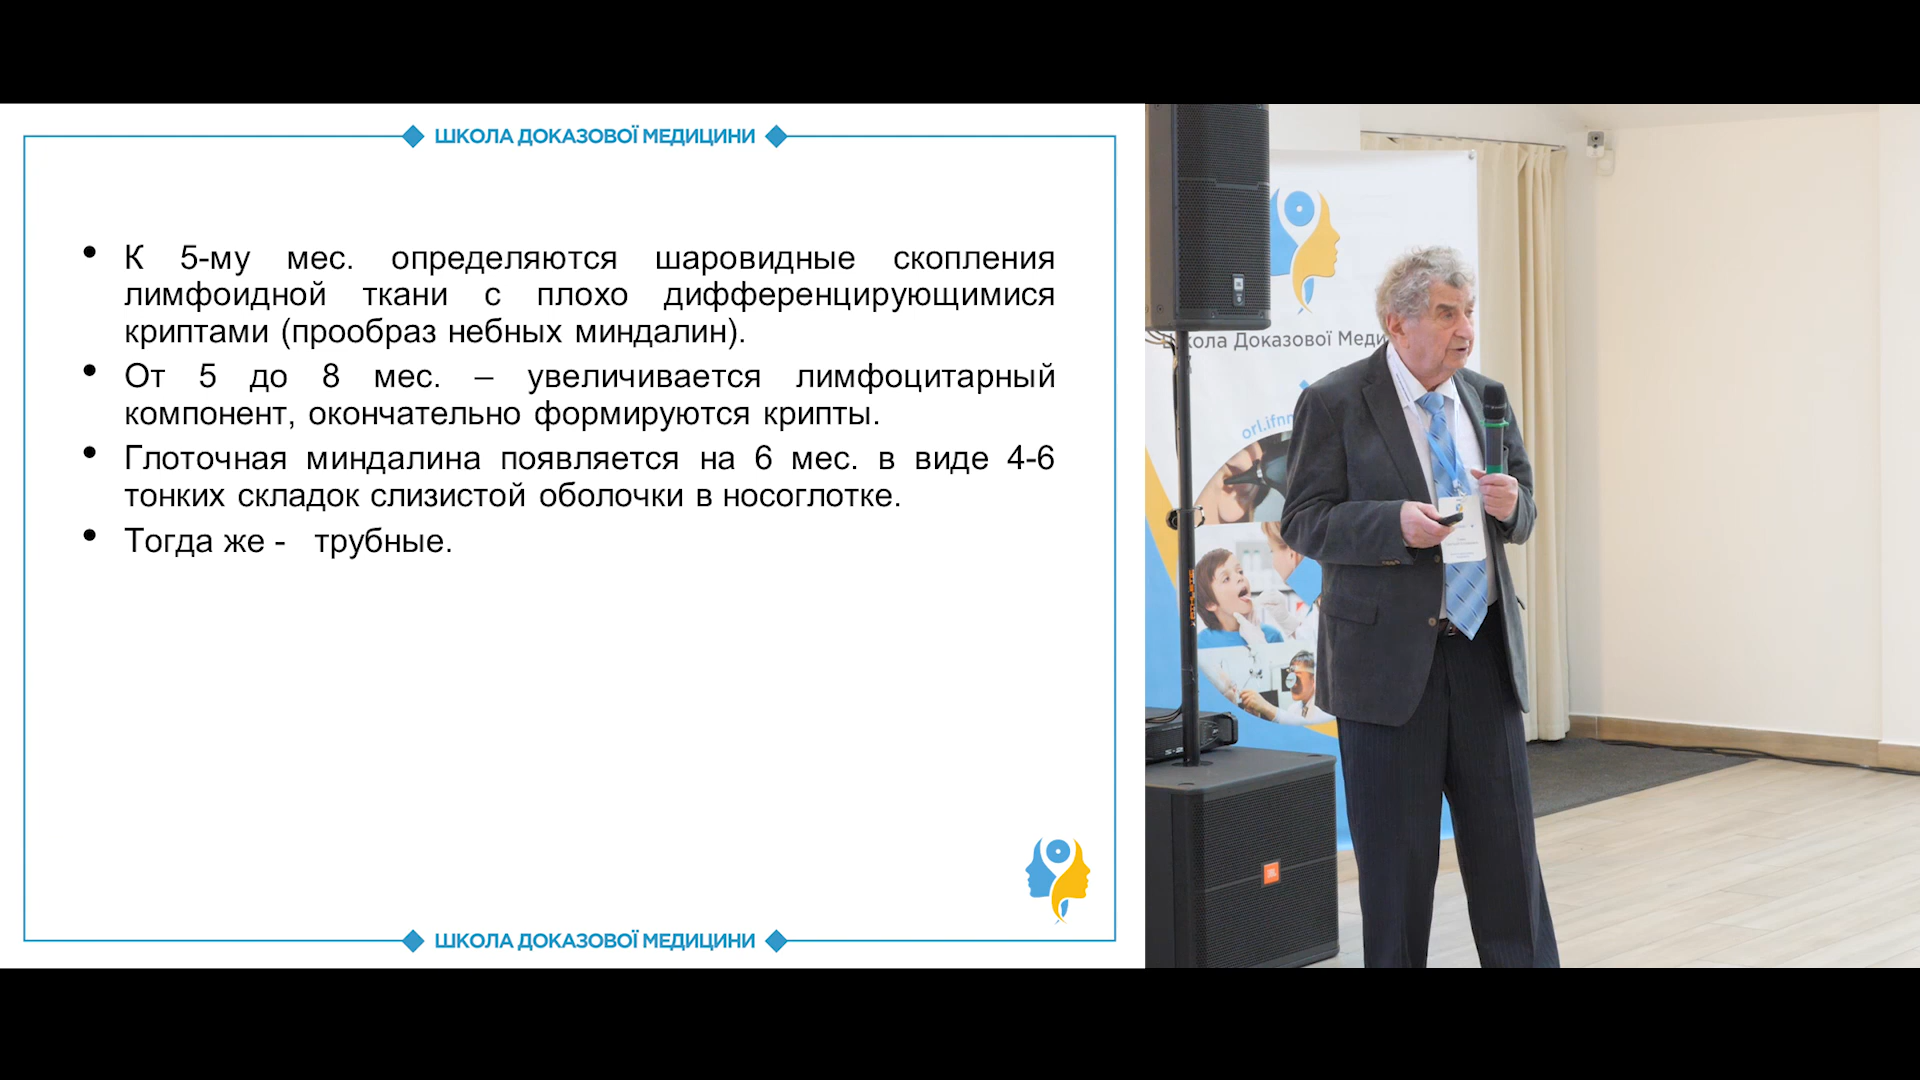 ШКОЛА ДОКАЗОВОЇ МЕДИЦИНИ
К 5-му мес. определяются шаровидные скопления
лимфоидной ткани с плохо дифференцирующимися
криптами (прообраз небных миндалин).
От 5 до 8 мес. – увеличивается лимфоцитарный
компонент, окончательно формируются крипты.
Глоточная миндалина появляется на 6 мес. в виде 4-6
тонких складок слизистой оболочки в носоглотке.
Тогда же - трубные.
ШКОЛА ДОКАЗОВОЇ МЕДИЦИНИ
Доказової
orl.ifn
JBL